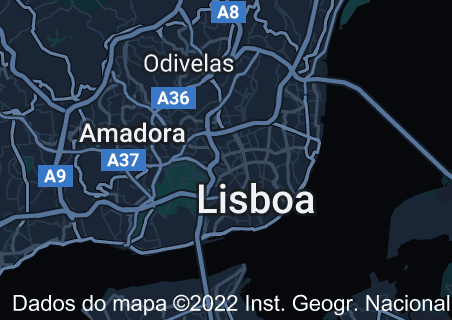 A8
Odivelas
A36
Amadora
A37
A9
Lisboa
Dados do mapa ©2022 Inst. Geogr. Nacional